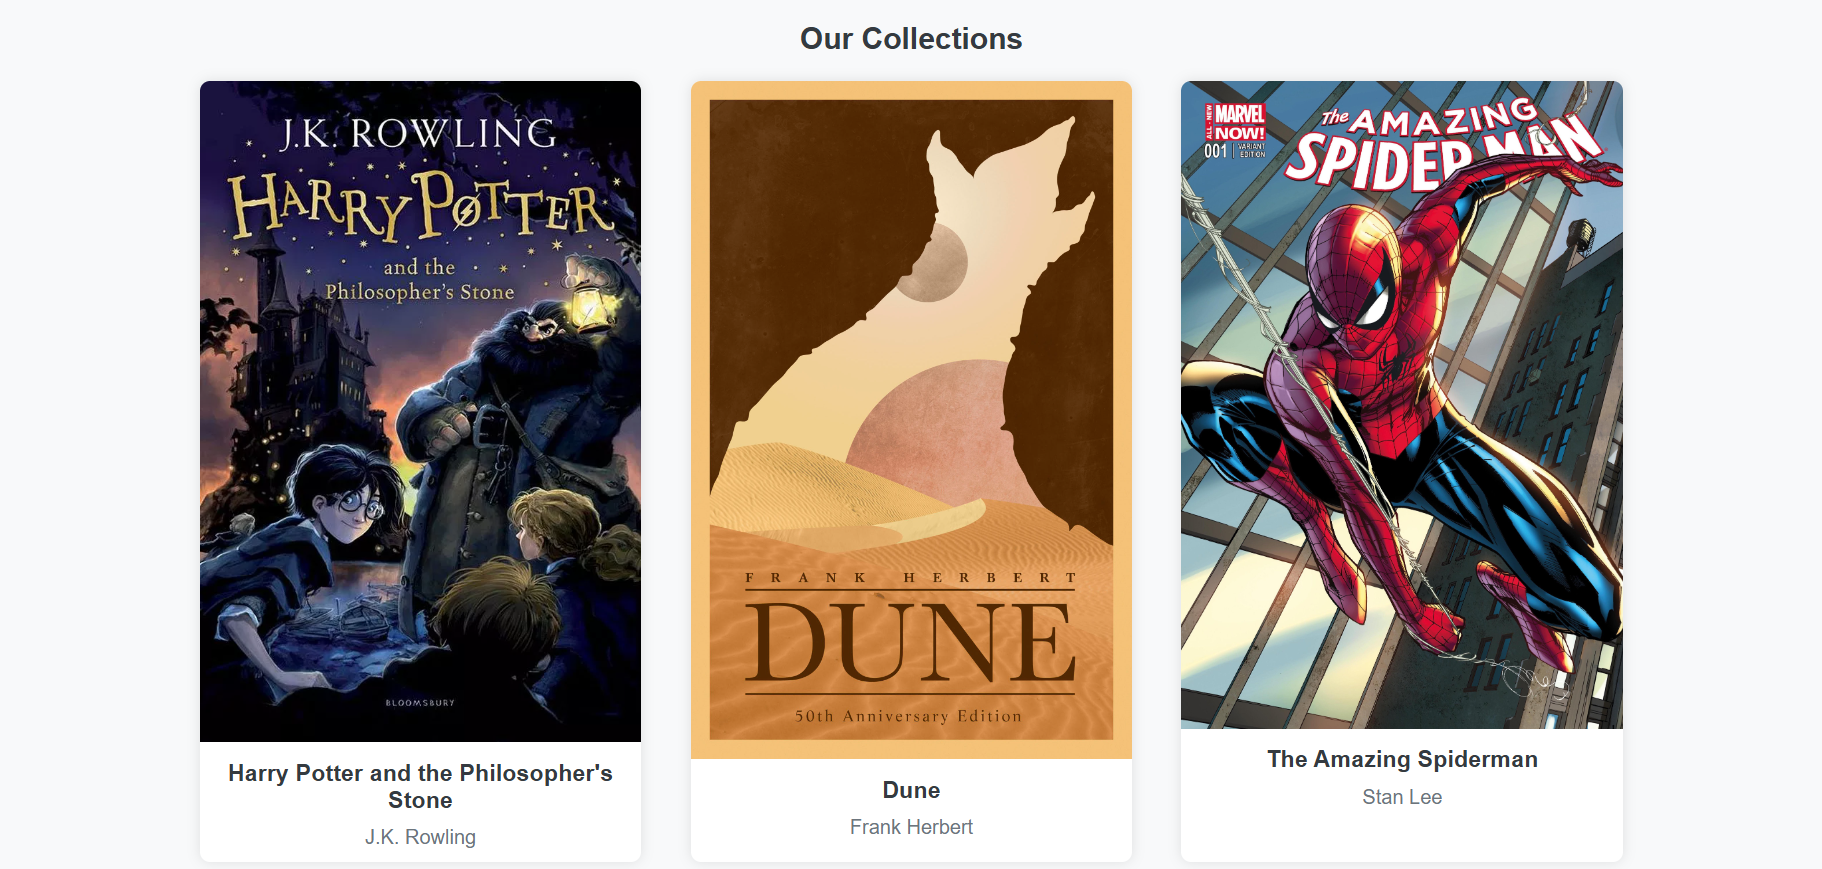 Our Collections
J.K. ROWLING
HARRY POTTER
and the
Philosopher's Stone
BLOOMSBURY
Harry Potter and the Philosopher's
Stone
J.K. Rowling
FRANK HERBERT
DUNE
50th Anniversary Edition
Dune
Frank Herbert
ALL-NEW
MARVEL
NOW!
001 VARIANT
EDITION
The AMAZING
SPIDER-MAN
The Amazing Spiderman
Stan Lee